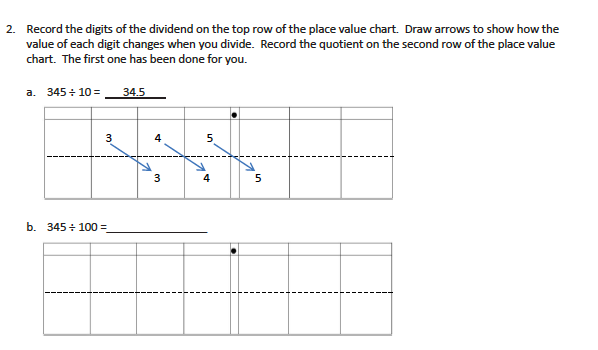 2. Record the digits of the dividend on the top row of the place value chart. Draw arrows to show how the
value of each digit changes when you divide. Record the quotient on the second row of the place value
chart. The first one has been done for you.
a. 345 ÷ 10 = __34.5__
3 4 5
3 4 5
b. 345 ÷ 100 =______________